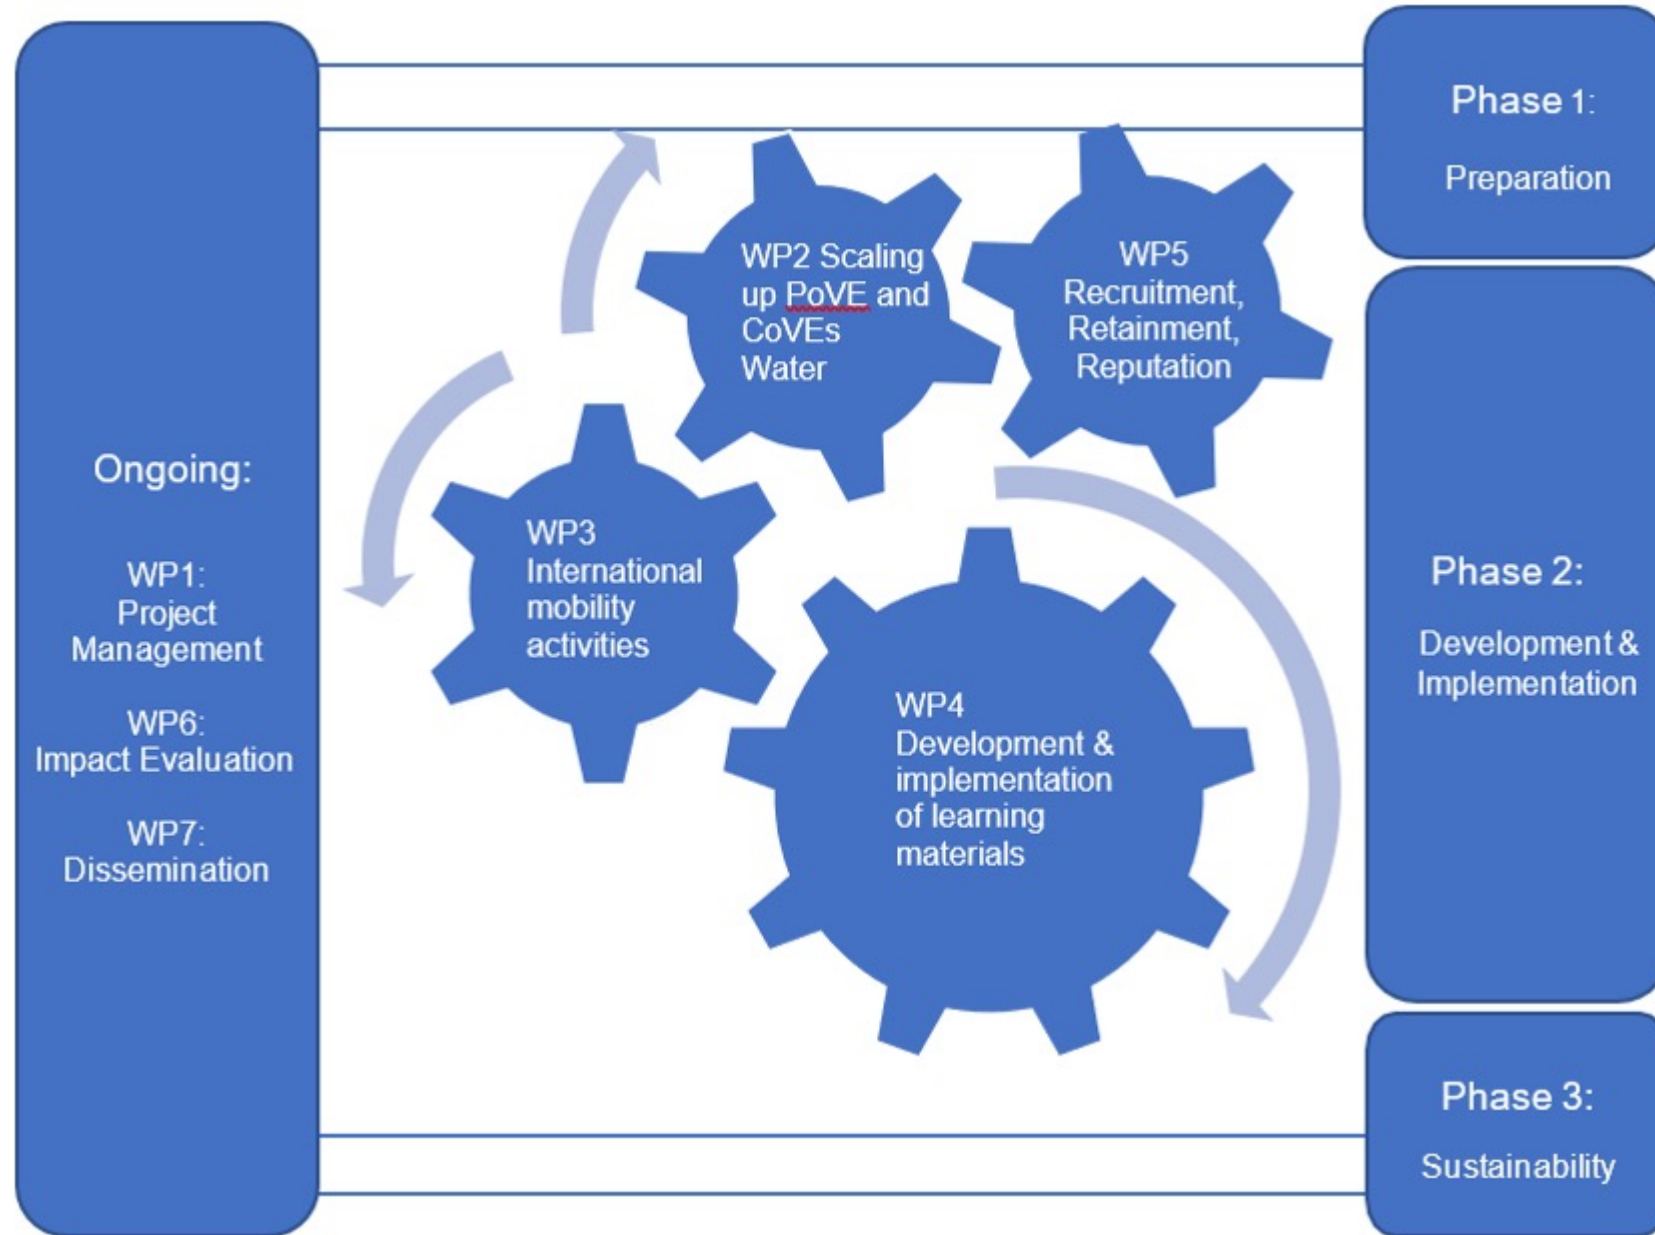 Ongoing:
WP1:
Project
Management
WP6:
Impact Evaluation
WP7:
Dissemination
WP2 Scaling
up PoVE and
CoVEs
Water
WP5
Recruitment,
Retainment,
Reputation
WP3
International
mobility
activities
WP4
Development &
implementation
of learning
materials
Phase 1:
Preparation
Phase 2:
Development &
Implementation
Phase 3:
Sustainability